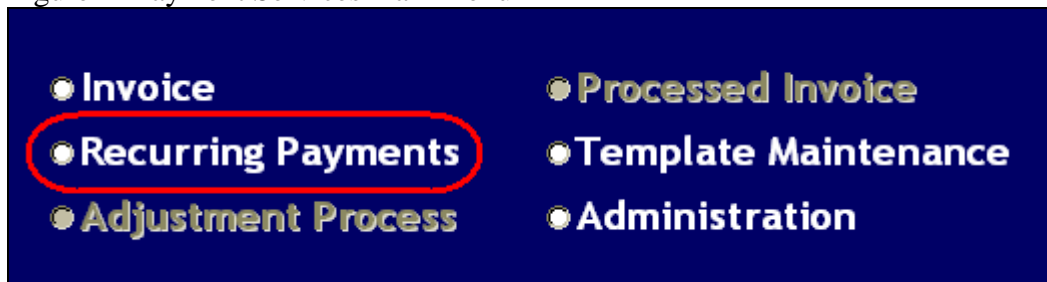 Invoice
Processed Invoice
Recurring Payments
Template Maintenance
Adjustment Process
Administration